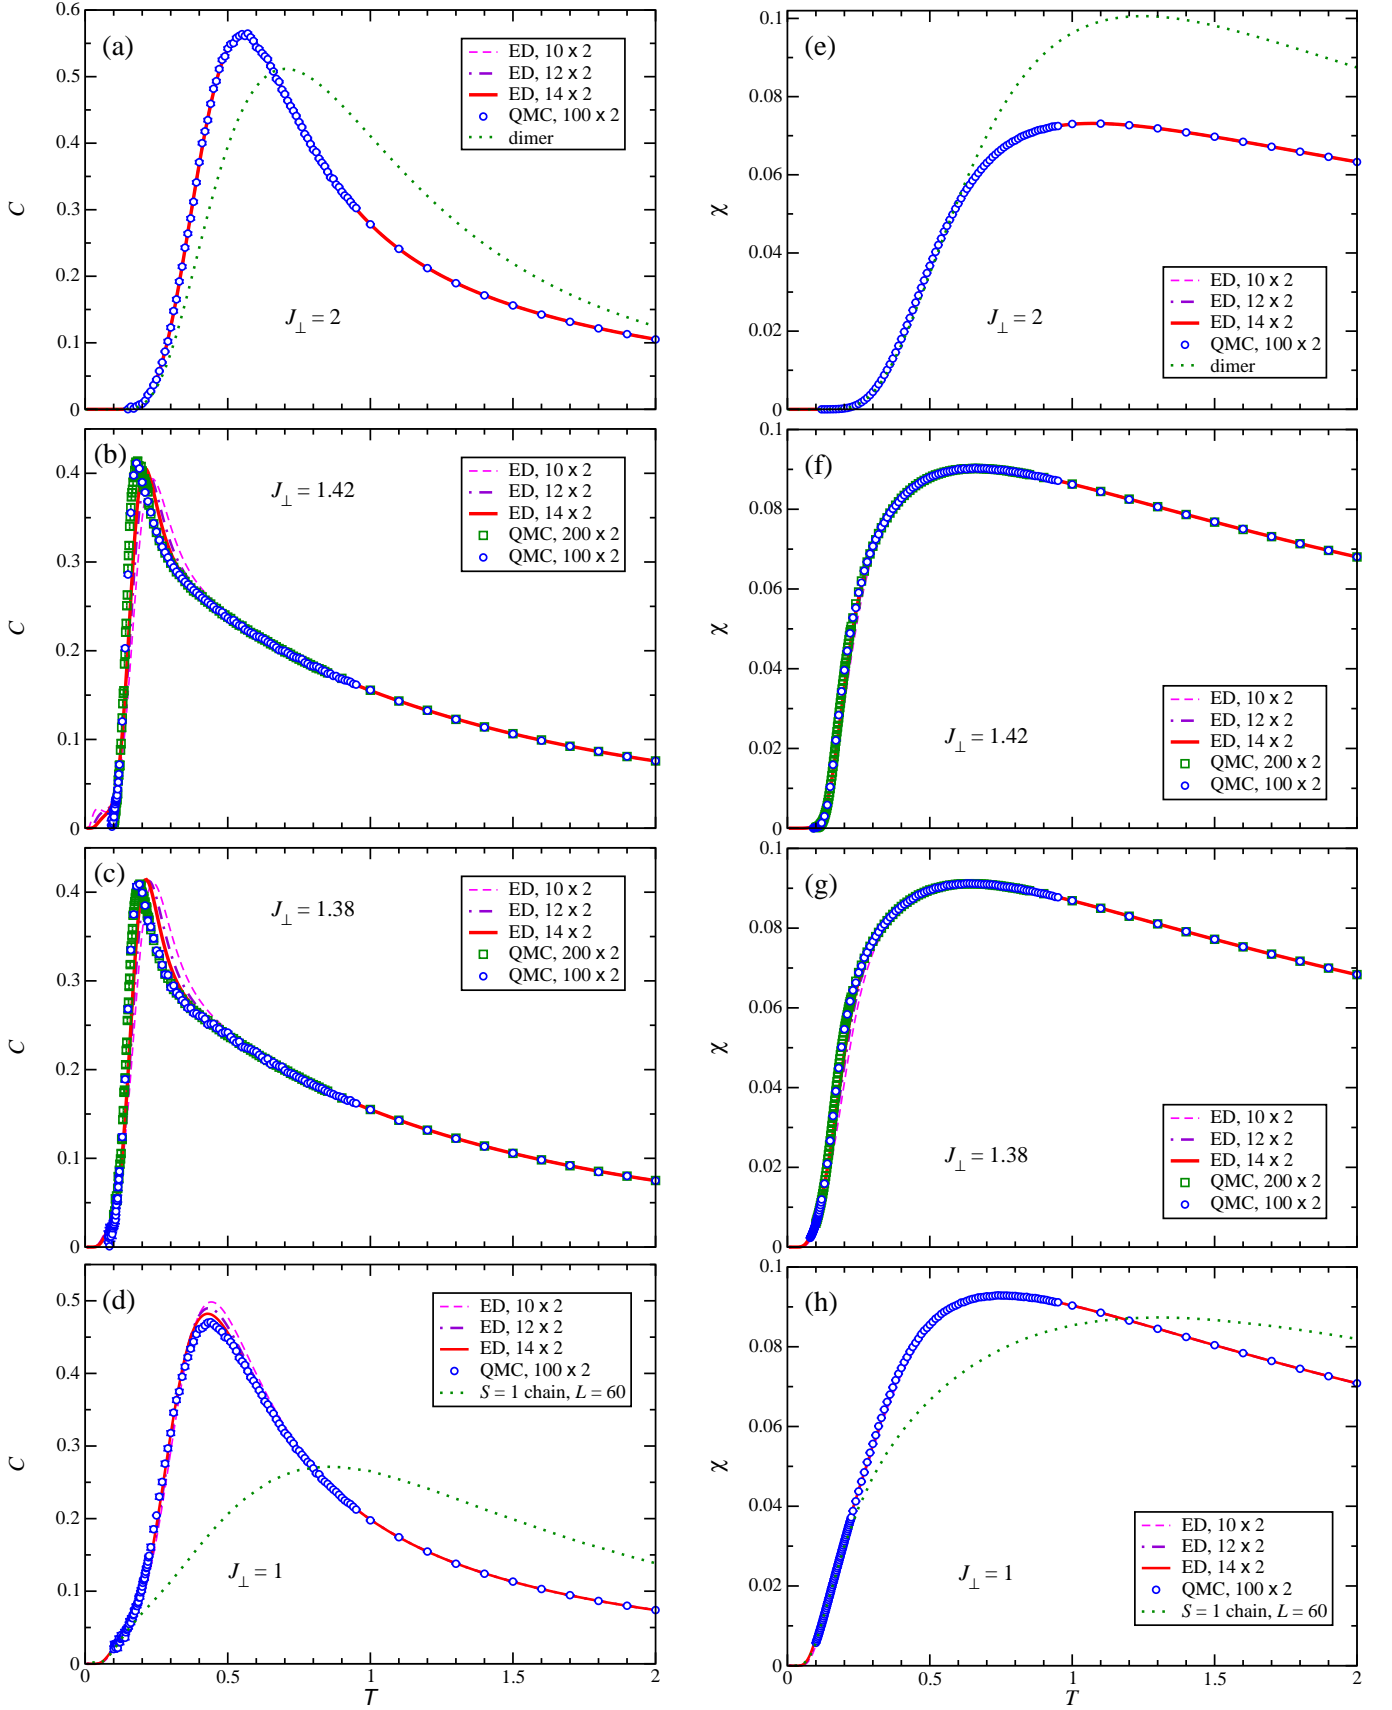 (a)
0.6
0.5
0.4
0.3
0.2
0.1
0
C
ED, 10 x 2
ED, 12 x 2
ED, 14 x 2
QMC, 100 x 2
dimer
J⊥ = 2
(e)
0.1
0.08
0.06
0.04
0.02
0
χ
J⊥ = 2
ED, 10 x 2
ED, 12 x 2
ED, 14 x 2
QMC, 100 x 2
dimer
(b)
0.4
0.3
0.2
0.1
0
C
J⊥ = 1.42
ED, 10 x 2
ED, 12 x 2
ED, 14 x 2
QMC, 200 x 2
QMC, 100 x 2
(f)
0.1
0.08
0.06
0.04
0.02
0
χ
J⊥ = 1.42
ED, 10 x 2
ED, 12 x 2
ED, 14 x 2
QMC, 200 x 2
QMC, 100 x 2
(c)
0.4
0.3
0.2
0.1
0
C
J⊥ = 1.38
ED, 10 x 2
ED, 12 x 2
ED, 14 x 2
QMC, 200 x 2
QMC, 100 x 2
(g)
0.1
0.08
0.06
0.04
0.02
0
χ
J⊥ = 1.38
ED, 10 x 2
ED, 12 x 2
ED, 14 x 2
QMC, 200 x 2
QMC, 100 x 2
(d)
0.5
0.4
0.3
0.2
0.1
0
C
ED, 10 x 2
ED, 12 x 2
ED, 14 x 2
QMC, 100 x 2
S = 1 chain, L = 60
J⊥ = 1
0 0.5 1 1.5 2
T
(h)
0.1
0.08
0.06
0.04
0.02
0
χ
J⊥ = 1
ED, 10 x 2
ED, 12 x 2
ED, 14 x 2
QMC, 100 x 2
S = 1 chain, L = 60
0 0.5 1 1.5 2
T